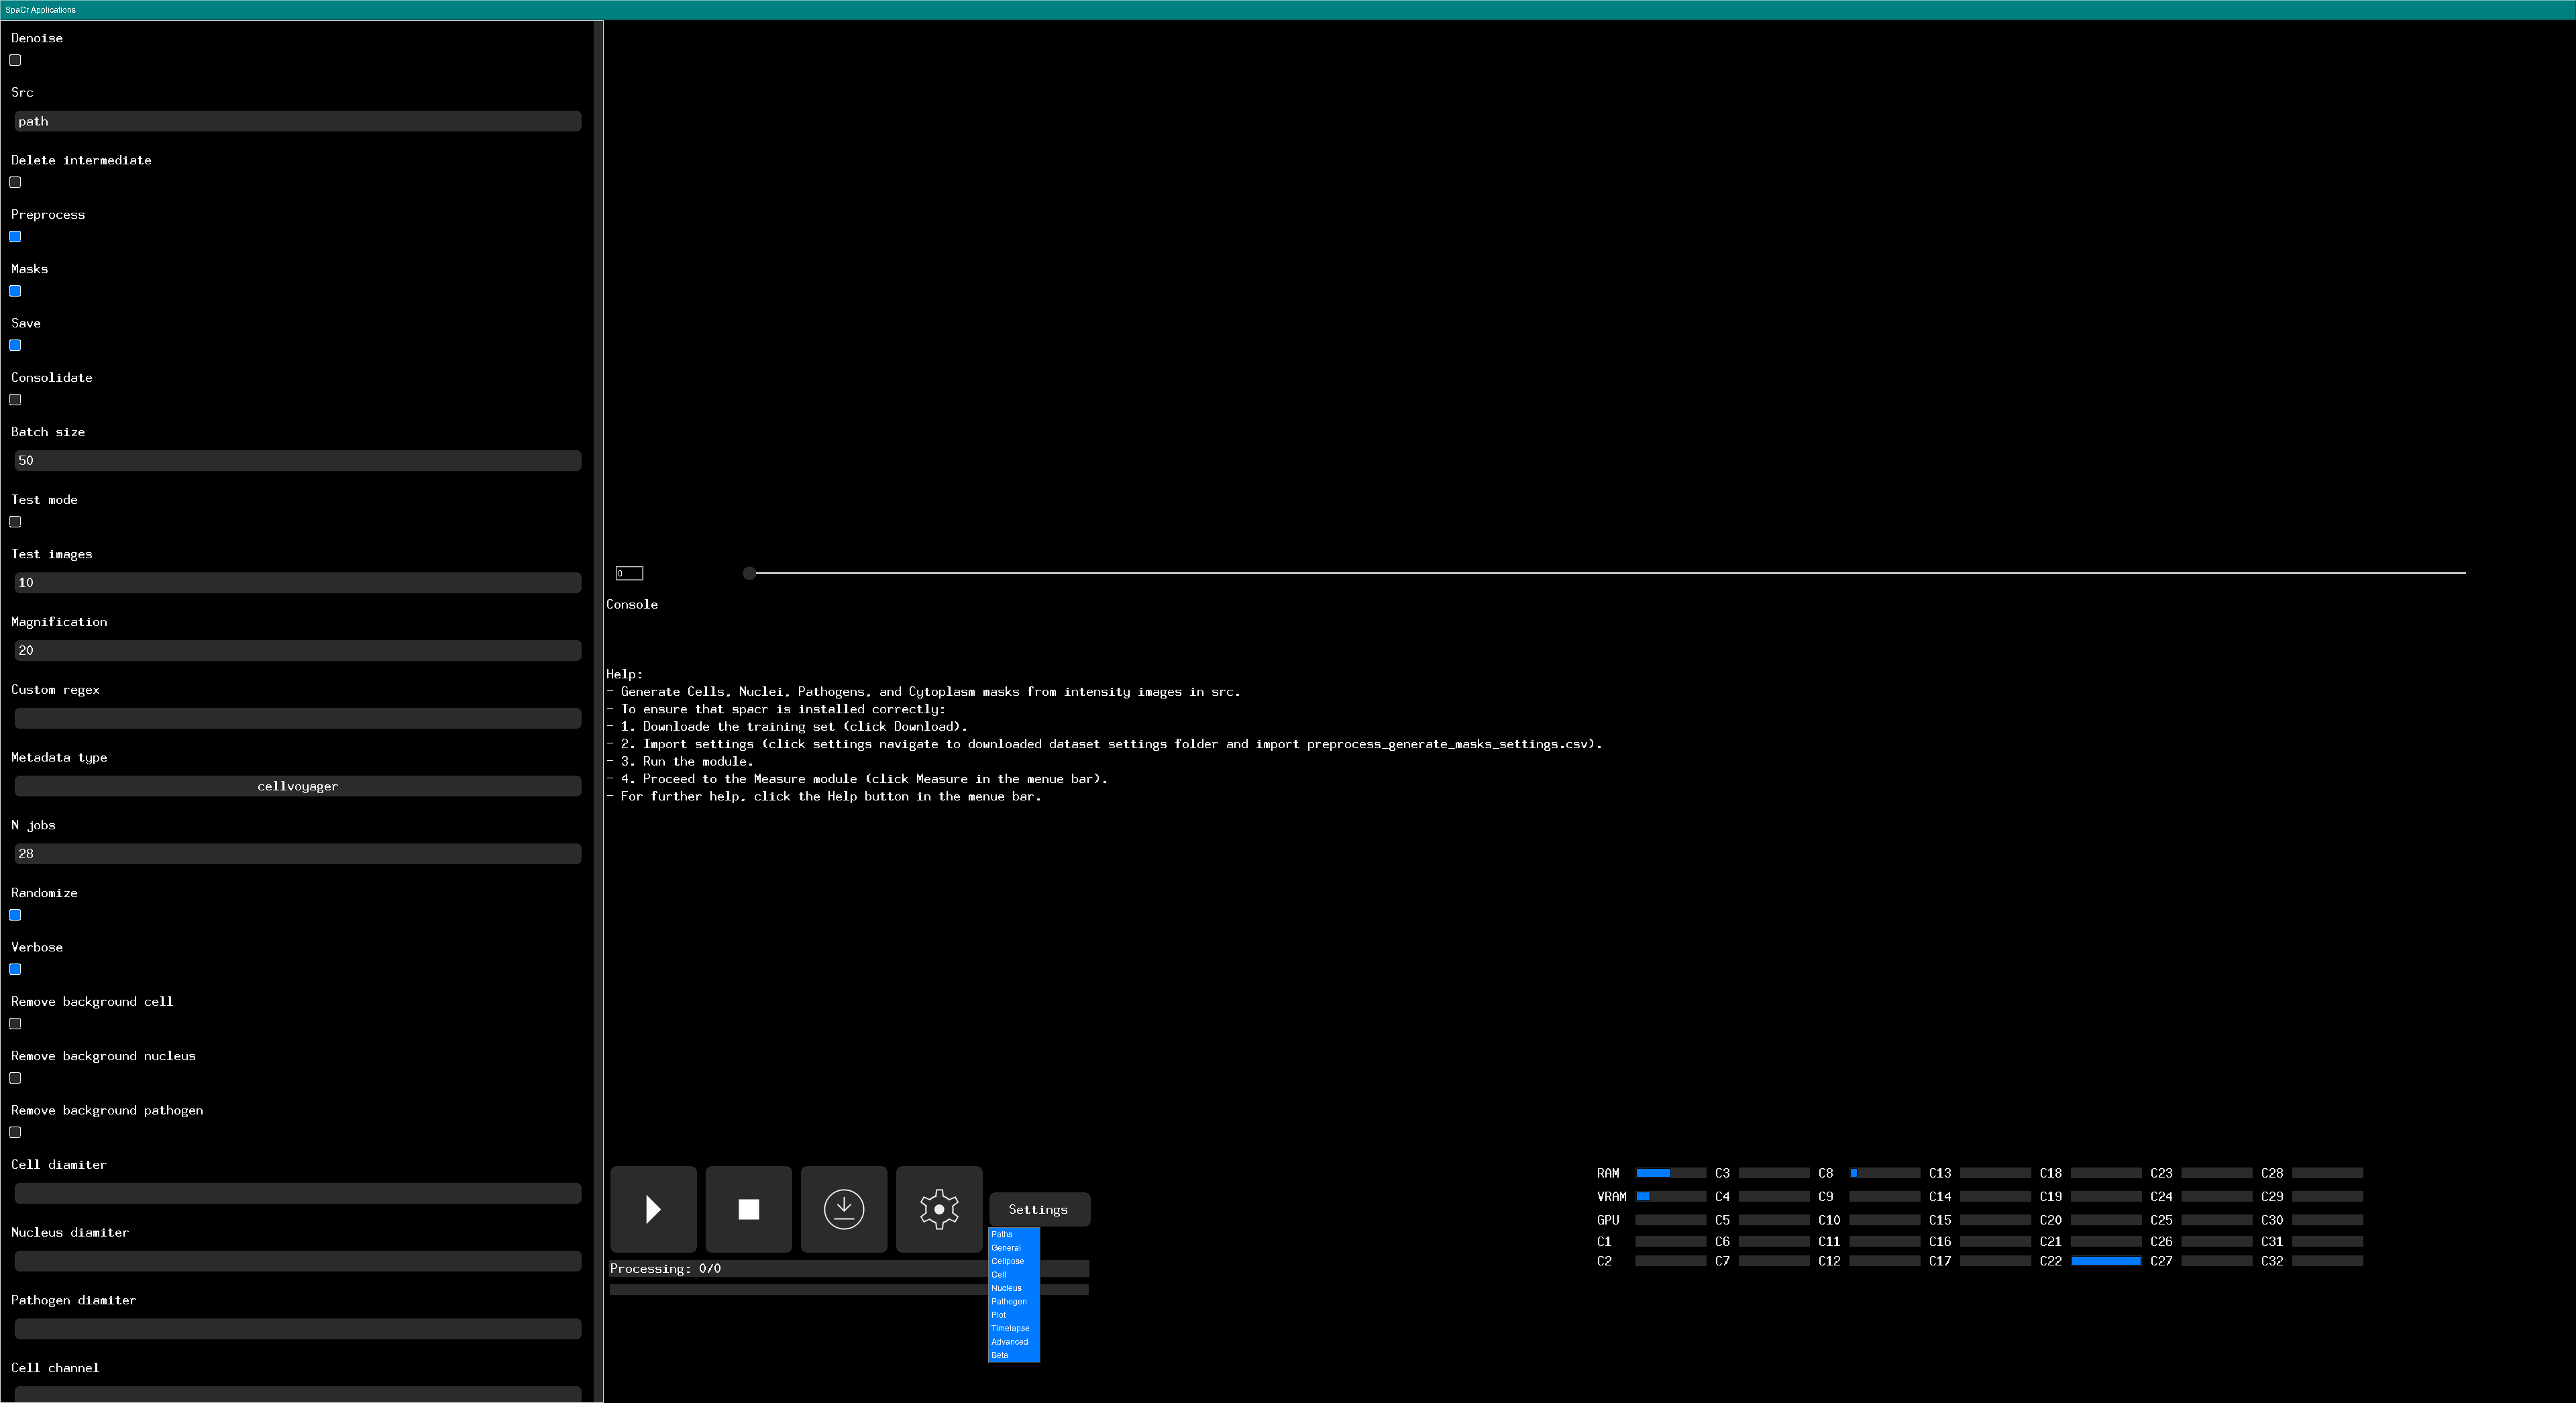 SpaCr Applications
Denoise
Src
path
Delete intermediate
Preprocess
Masks
Save
Consolidate
Batch size
50
Test mode
Test images
10
Magnification
20
Custom regex
Metadata type
cellvoyager
N jobs
28
Randomize
Verbose
Remove background cell
Remove background nucleus
Remove background pathogen
Cell diamiter
Nucleus diamiter
Pathogen diamiter
Cell channel
0
Console
Help:
- Generate Cells, Nuclei, Pathogens, and Cytoplasm masks from intensity images in src.
- To ensure that spacr is installed correctly:
- 1. Downloade the training set (click Download).
- 2. Import settings (click settings navigate to downloaded dataset settings folder and import preprocess_generate_masks_settings.csv).
- 3. Run the module.
- 4. Proceed to the Measure module (click Measure in the menue bar).
- For further help, click the Help button in the menue bar.
Settings
Paths
General
Cellpose
Cell
Nucleus
Pathogen
Plot
Timelapse
Advanced
Beta
Processing: 0/0
RAM C3 C8 C13 C18 C23 C28
VRAM C4 C9 C14 C19 C24 C29
GPU C5 C10 C15 C20 C25 C30
C1 C6 C11 C16 C21 C26 C31
C2 C7 C12 C17 C22 C27 C32